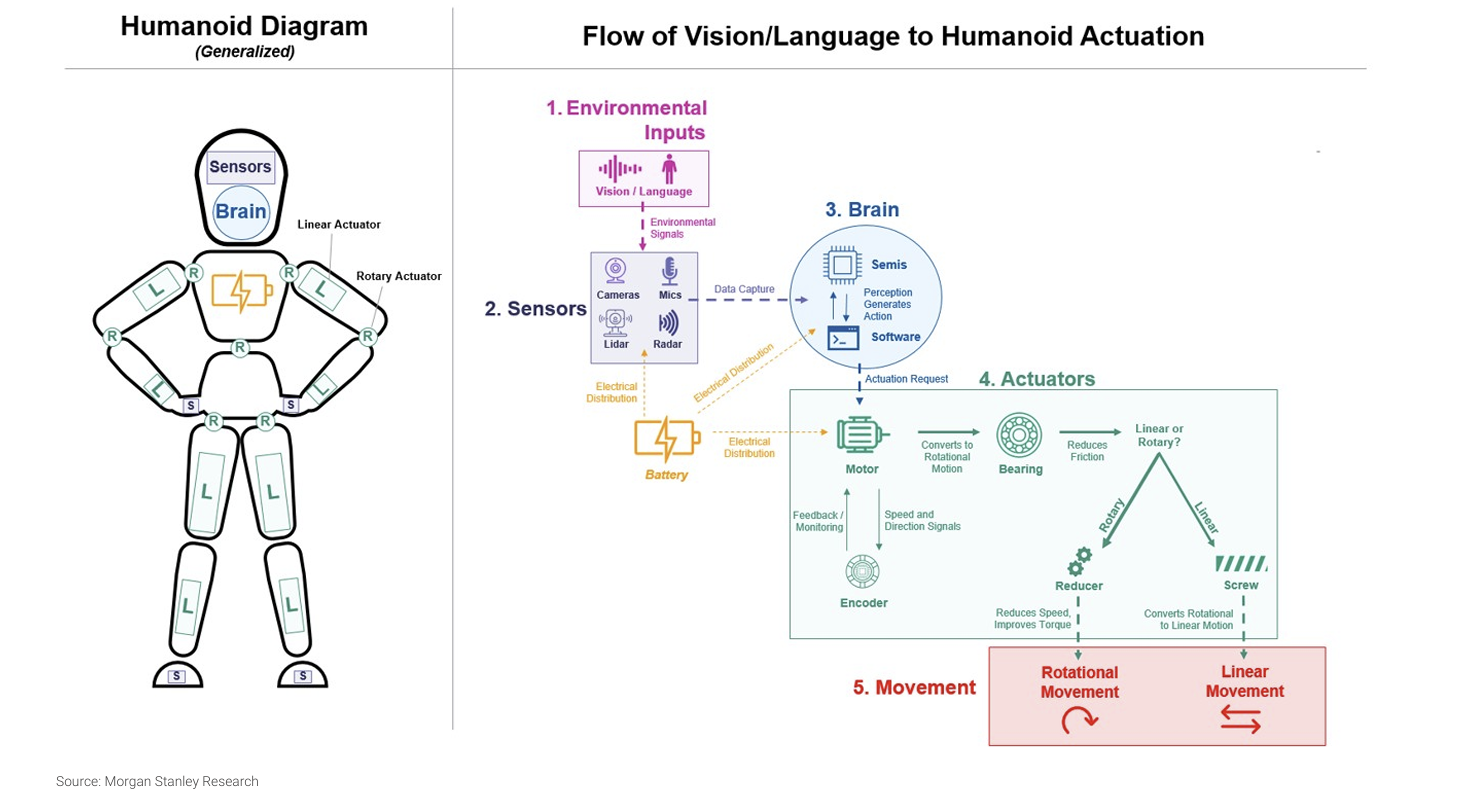 Humanoid Diagram
(Generalized)
Sensors
Brain
Linear Actuator
Rotary Actuator
R
R
L
L
R
R
R
L
L
S
S
R
R
L
L
L
L
S
S
Flow of Vision/Language to Humanoid Actuation
1. Environmental
Inputs
Vision / Language
Environmental
Signals
2. Sensors
Cameras
Mics
Lidar
Radar
Data Capture
3. Brain
Semis
Perception
Generates
Action
Software
Electrical
Distribution
Electrical Distribution
Electrical
Distribution
Battery
Actuation Request
4. Actuators
Motor
Converts to
Rotational
Motion
Bearing
Reduces
Friction
Linear or
Rotary?
Rotary
Linear
Feedback /
Monitoring
Speed and
Direction Signals
Encoder
Reducer
Screw
Reduces Speed,
Improves Torque
Converts Rotational
to Linear Motion
5. Movement
Rotational
Movement
Linear
Movement
Source: Morgan Stanley Research